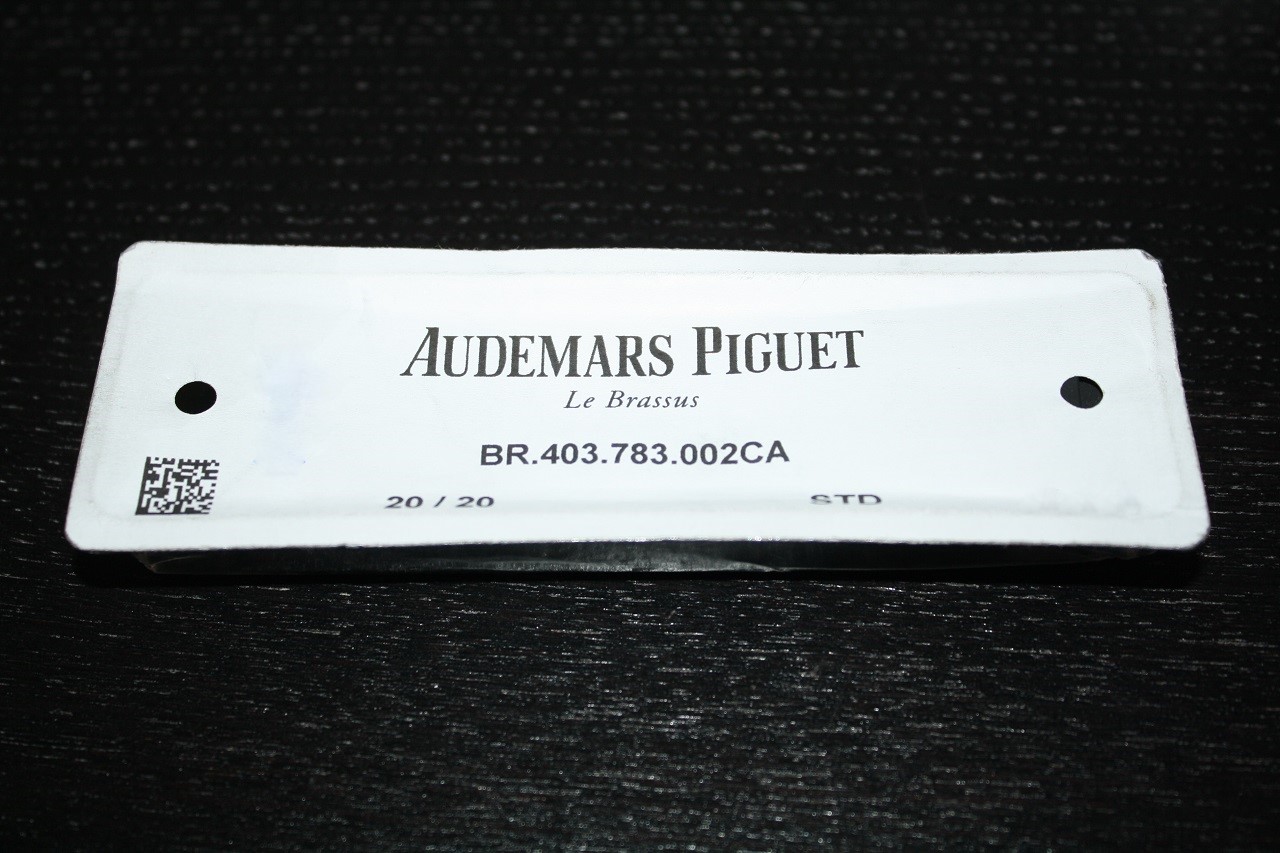 AUDEMARS PIGUET
Le Brassus
BR.403.783.002CA
20 / 20 STD